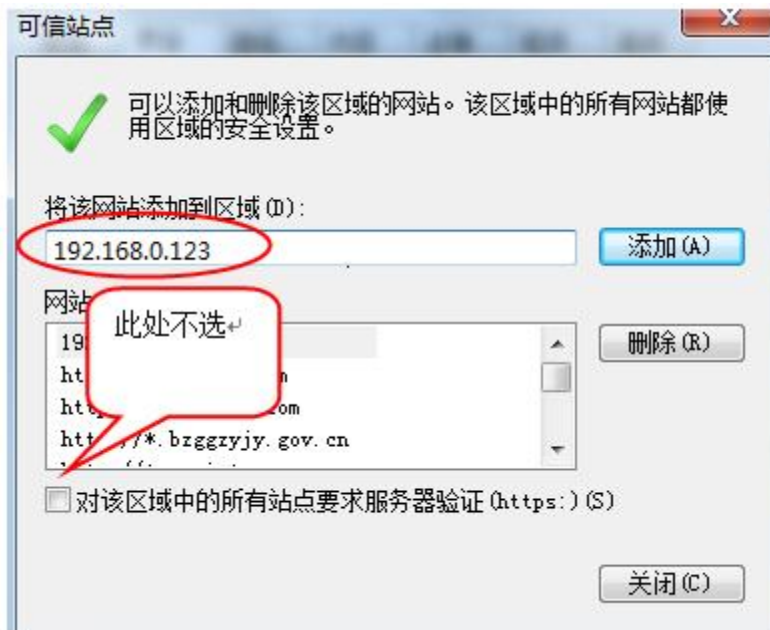 可信站点
可以添加和删除该区域的网站。该区域中的所有网站都使
用区域的安全设置。
将该网站添加到区域(D):
192.168.0.123
添加(A)
网站
此处不选
删除(R)
*.bzggzyjy.gov.cn
对该区域中的所有站点要求服务器验证(https:)(S)
关闭(C)